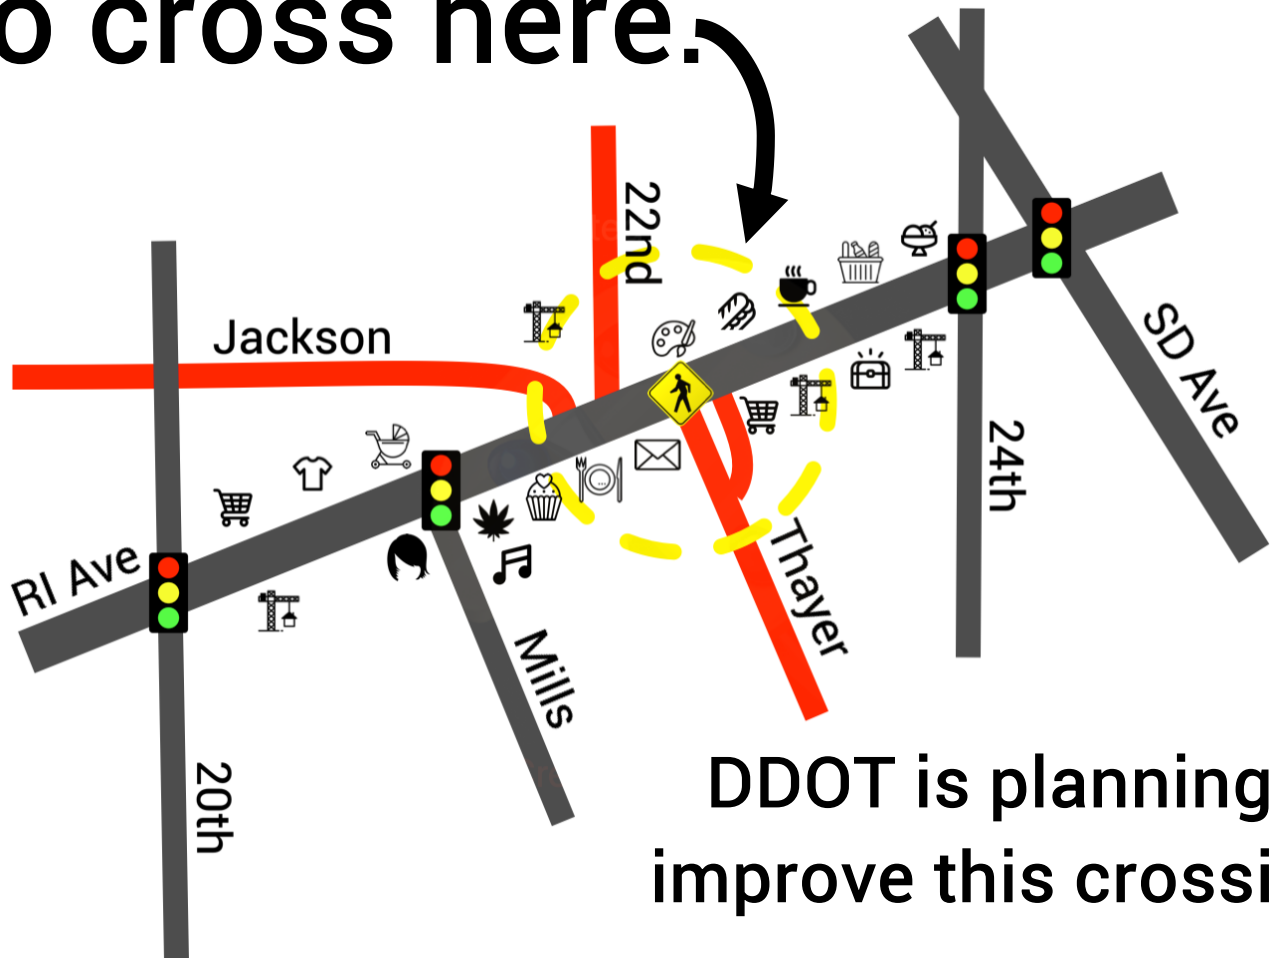 o cross here.
22nd
Jackson
SD Ave
24th
RI Ave
Thayer
Mills
20th
DDOT is planning
improve this crossi